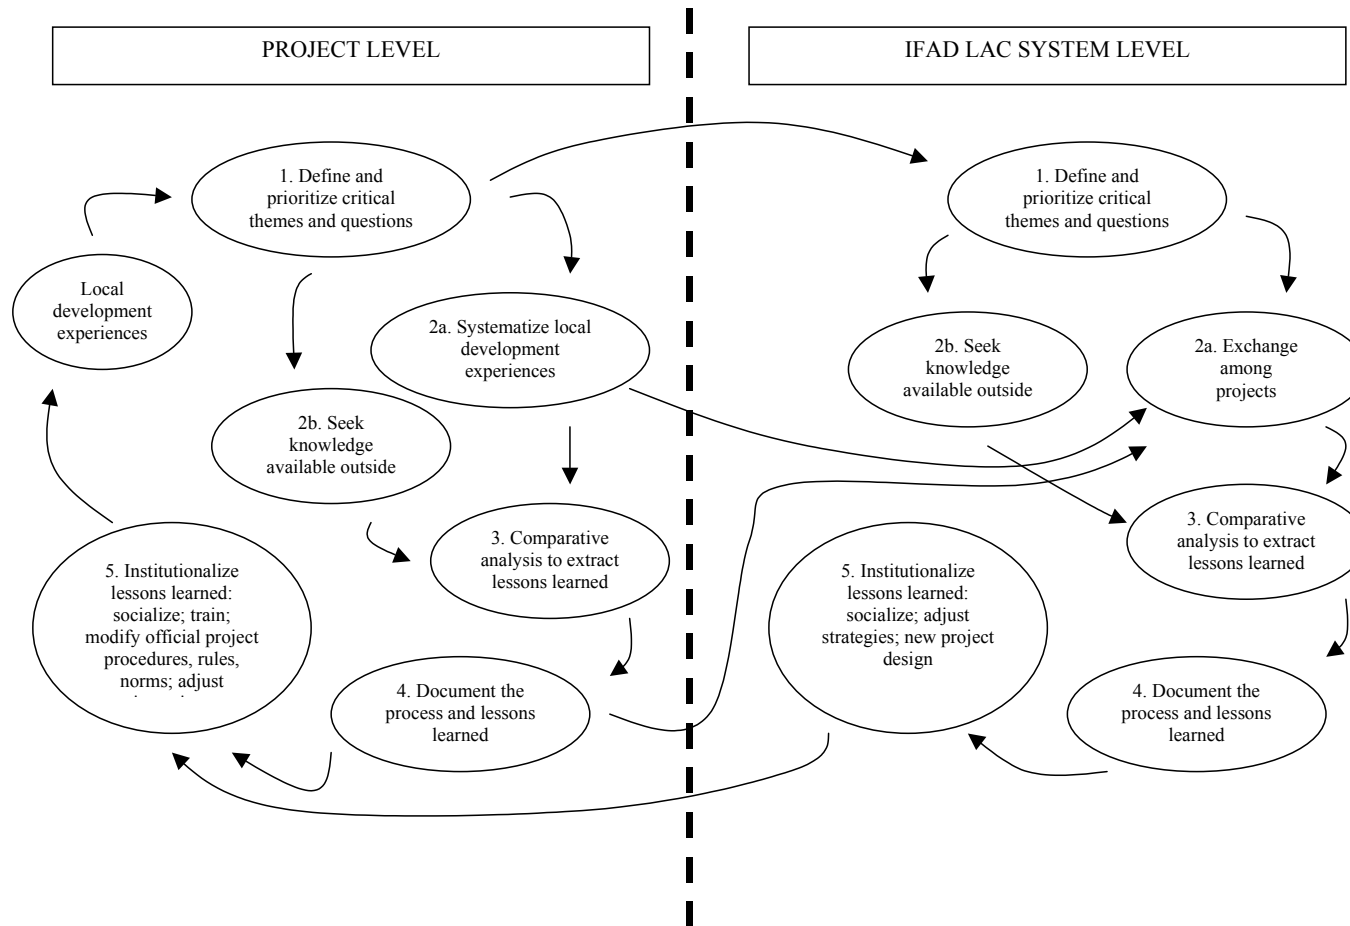 PROJECT LEVEL
IFAD LAC SYSTEM LEVEL
1. Define and
prioritize critical
themes and questions
Local
development
experiences
2a. Systematize local
development
experiences
2b. Seek
knowledge
available outside
3. Comparative
analysis to extract
lessons learned
5. Institutionalize
lessons learned:
socialize; train;
modify official project
procedures, rules,
norms; adjust
4. Document the
process and lessons
learned
1. Define and
prioritize critical
themes and questions
2b. Seek
knowledge
available outside
2a. Exchange
among
projects
3. Comparative
analysis to extract
lessons learned
5. Institutionalize
lessons learned:
socialize; adjust
strategies; new project
design
4. Document the
process and lessons
learned